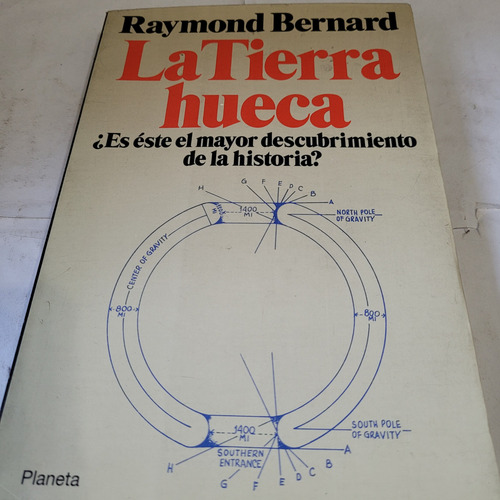 Raymond Bernard
La Tierra
hueca
¿Es éste el mayor descubrimiento
de la historia?
G F E D C B
H A
1400
MI
NORTH POLE
OF GRAVITY
CENTER OF GRAVITY
800
MI
800
MI
1400
MI
SOUTH POLE
OF GRAVITY
SOUTHERN
ENTRANCE
H A
G F E D C B
Planeta